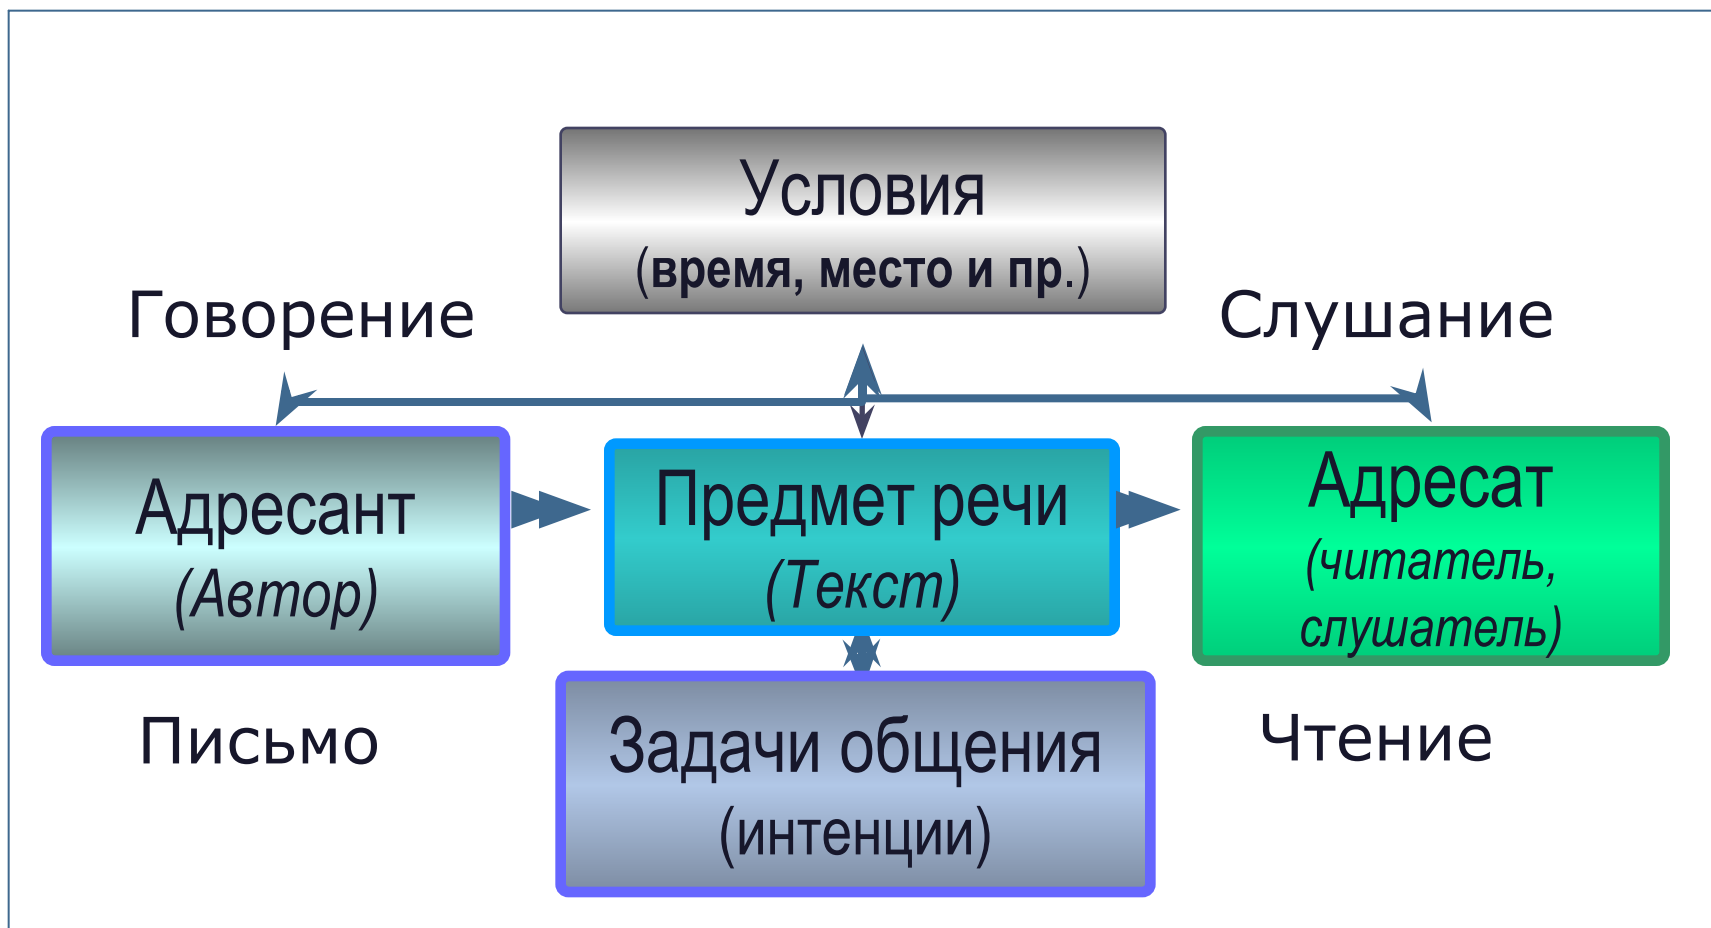 Условия
(время, место и пр.)
Говорение
Слушание
Адресант
(Автор)
Предмет речи
(Текст)
Адресат
(читатель,
слушатель)
Письмо
Задачи общения
(интенции)
Чтение